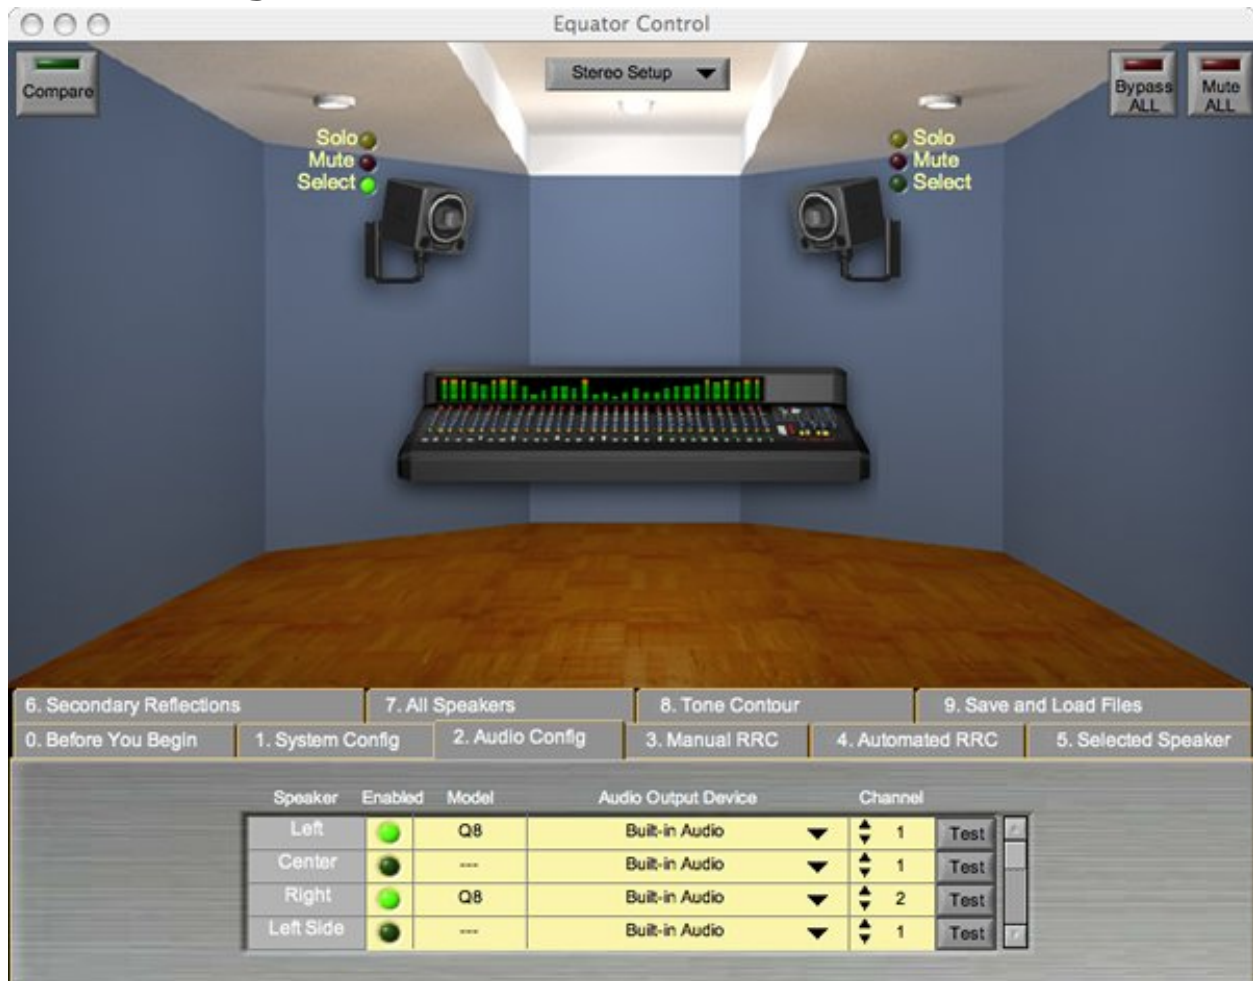 Equator Control
Compare
Stereo Setup
Bypass ALL
Mute ALL
Solo
Mute
Select
Solo
Mute
Select
6. Secondary Reflections
7. All Speakers
8. Tone Contour
9. Save and Load Files
0. Before You Begin
1. System Config
2. Audio Config
3. Manual RRC
4. Automated RRC
5. Selected Speaker
Speaker Enabled Model Audio Output Device Channel
Left Q8 Built-in Audio 1 Test
Center --- Built-in Audio 1 Test
Right Q8 Built-in Audio 2 Test
Left Side --- Built-in Audio 1 Test